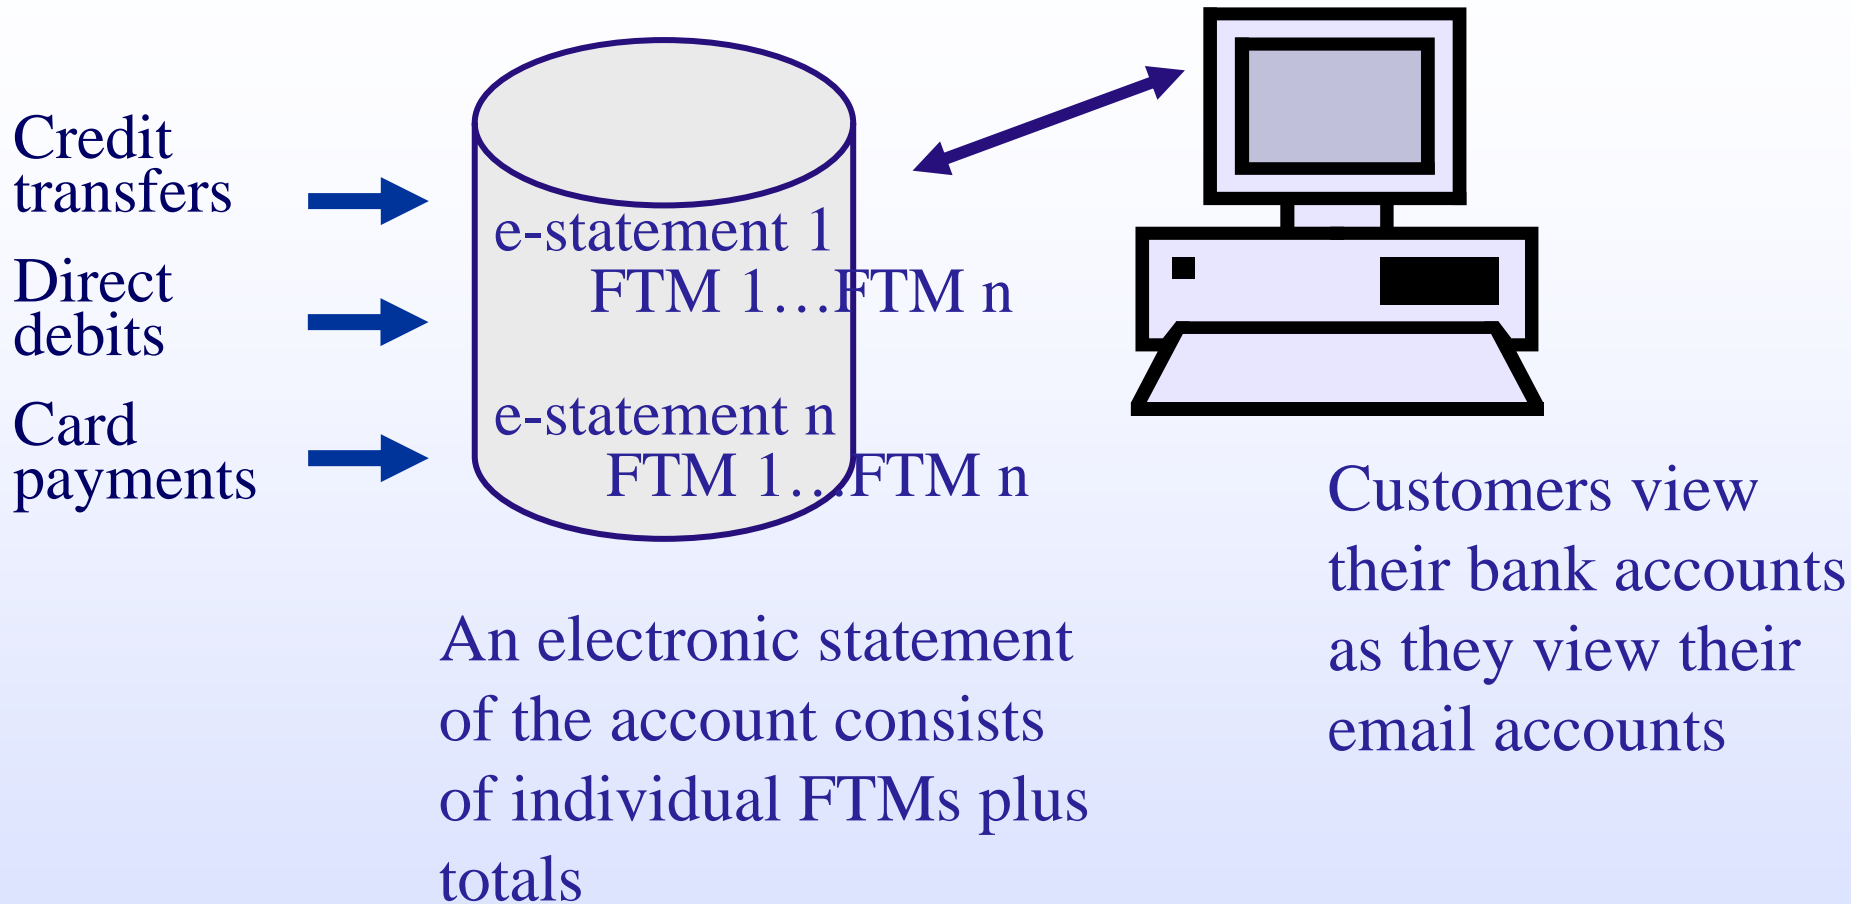 Credit
transfers
Direct
debits
Card
payments
e-statement 1
FTM 1…FTM n
e-statement n
FTM 1…FTM n
An electronic statement
of the account consists
of individual FTMs plus
totals
Customers view
their bank accounts
as they view their
email accounts